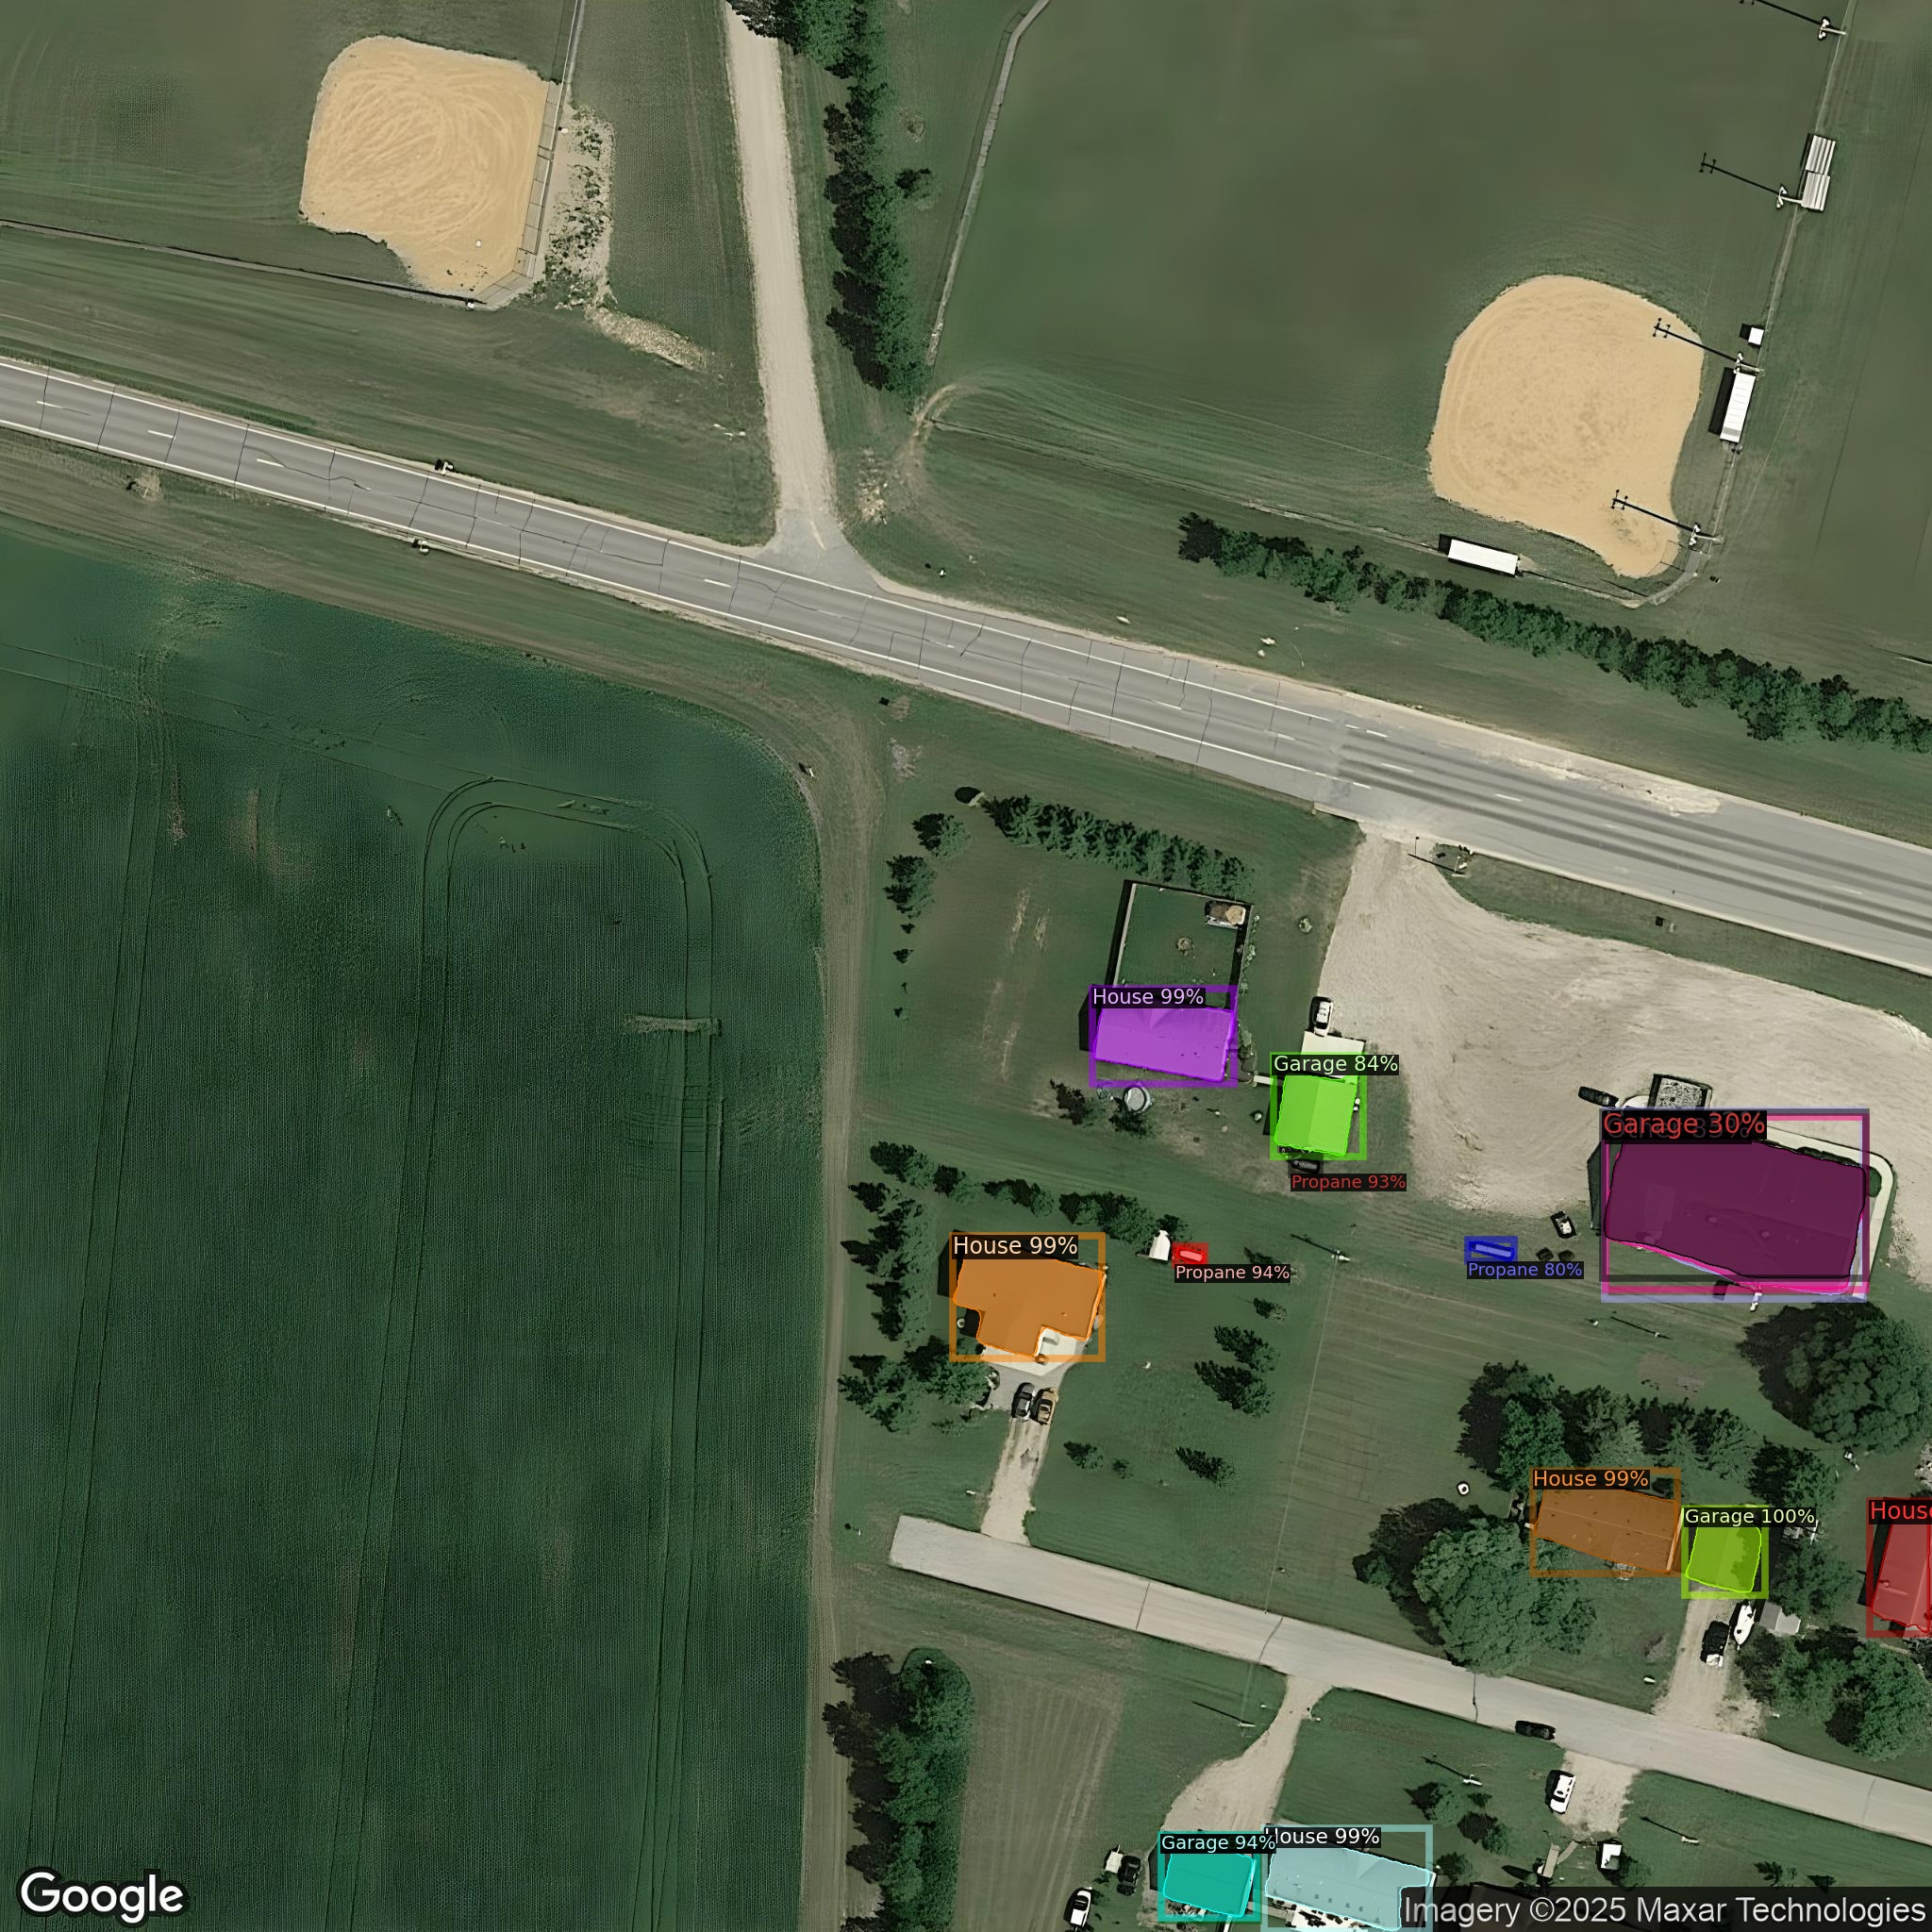 House 99%
Garage 84%
Garage 30%
Propane 93%
House 99%
Propane 94%
Propane 80%
House 99%
Garage 100%
House
Garage 94%
House 99%
Google
Imagery ©2025 Maxar Technologies